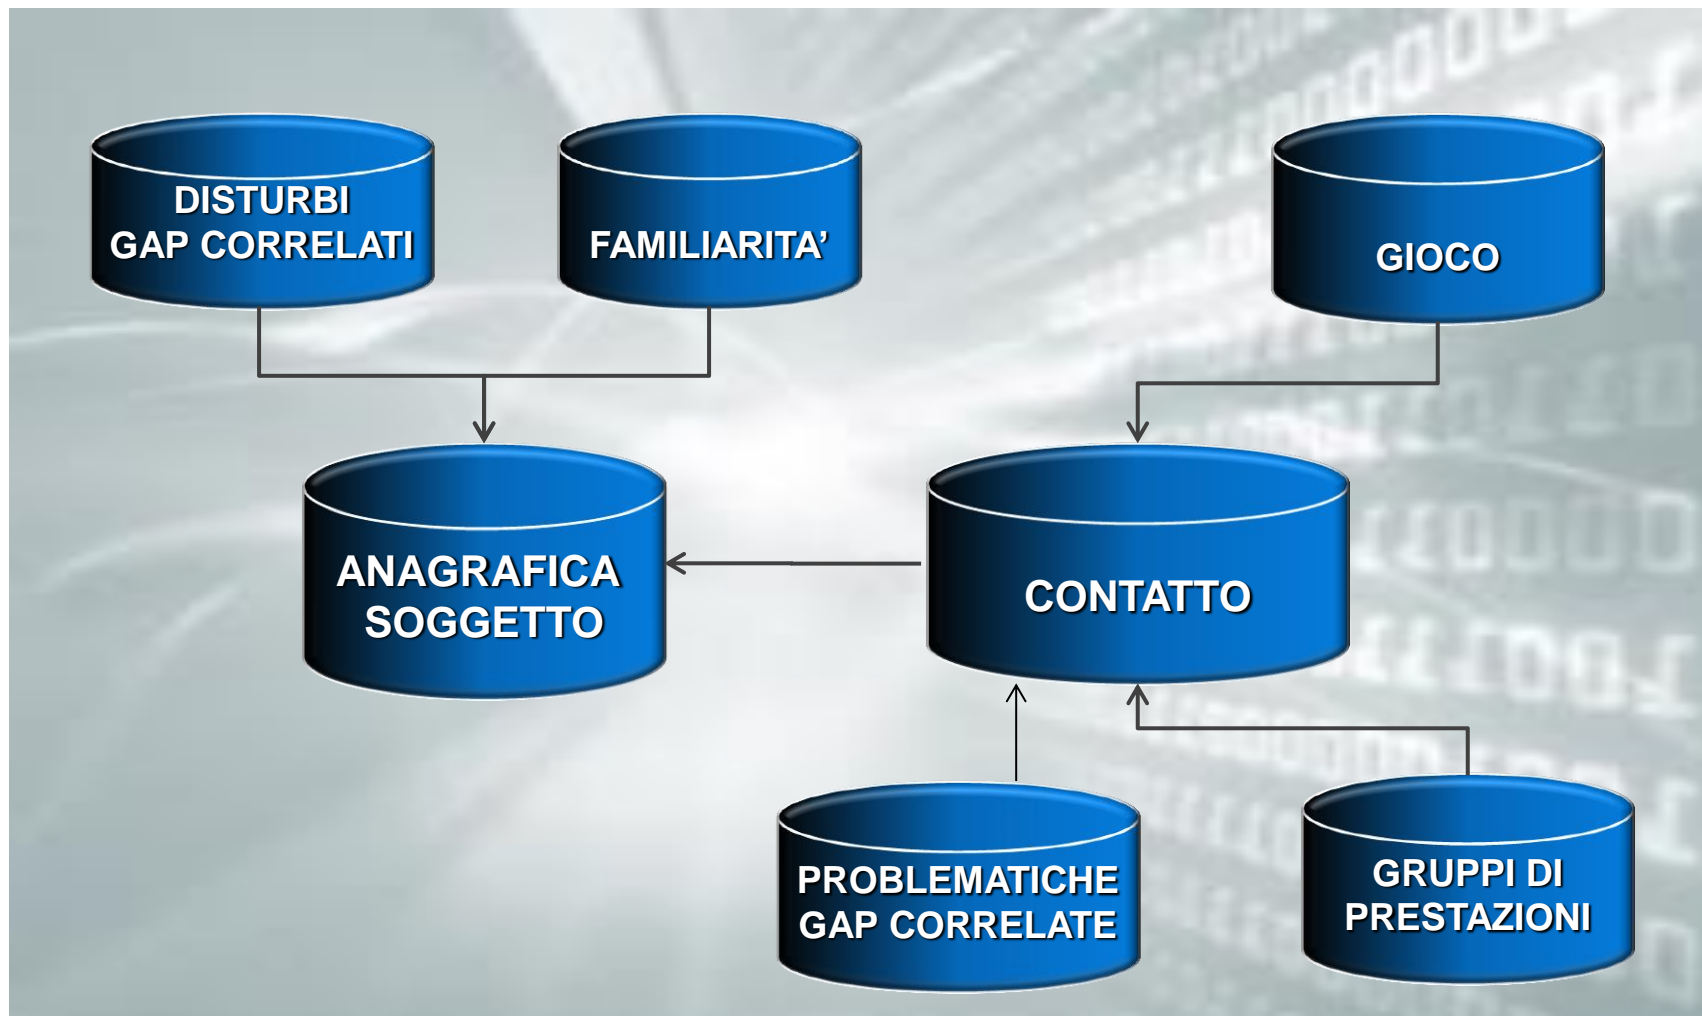 DISTURBI
GAP CORRELATI
FAMILIARITA’
GIOCO
ANAGRAFICA
SOGGETTO
CONTATTO
PROBLEMATICHE
GAP CORRELATE
GRUPPI DI
PRESTAZIONI